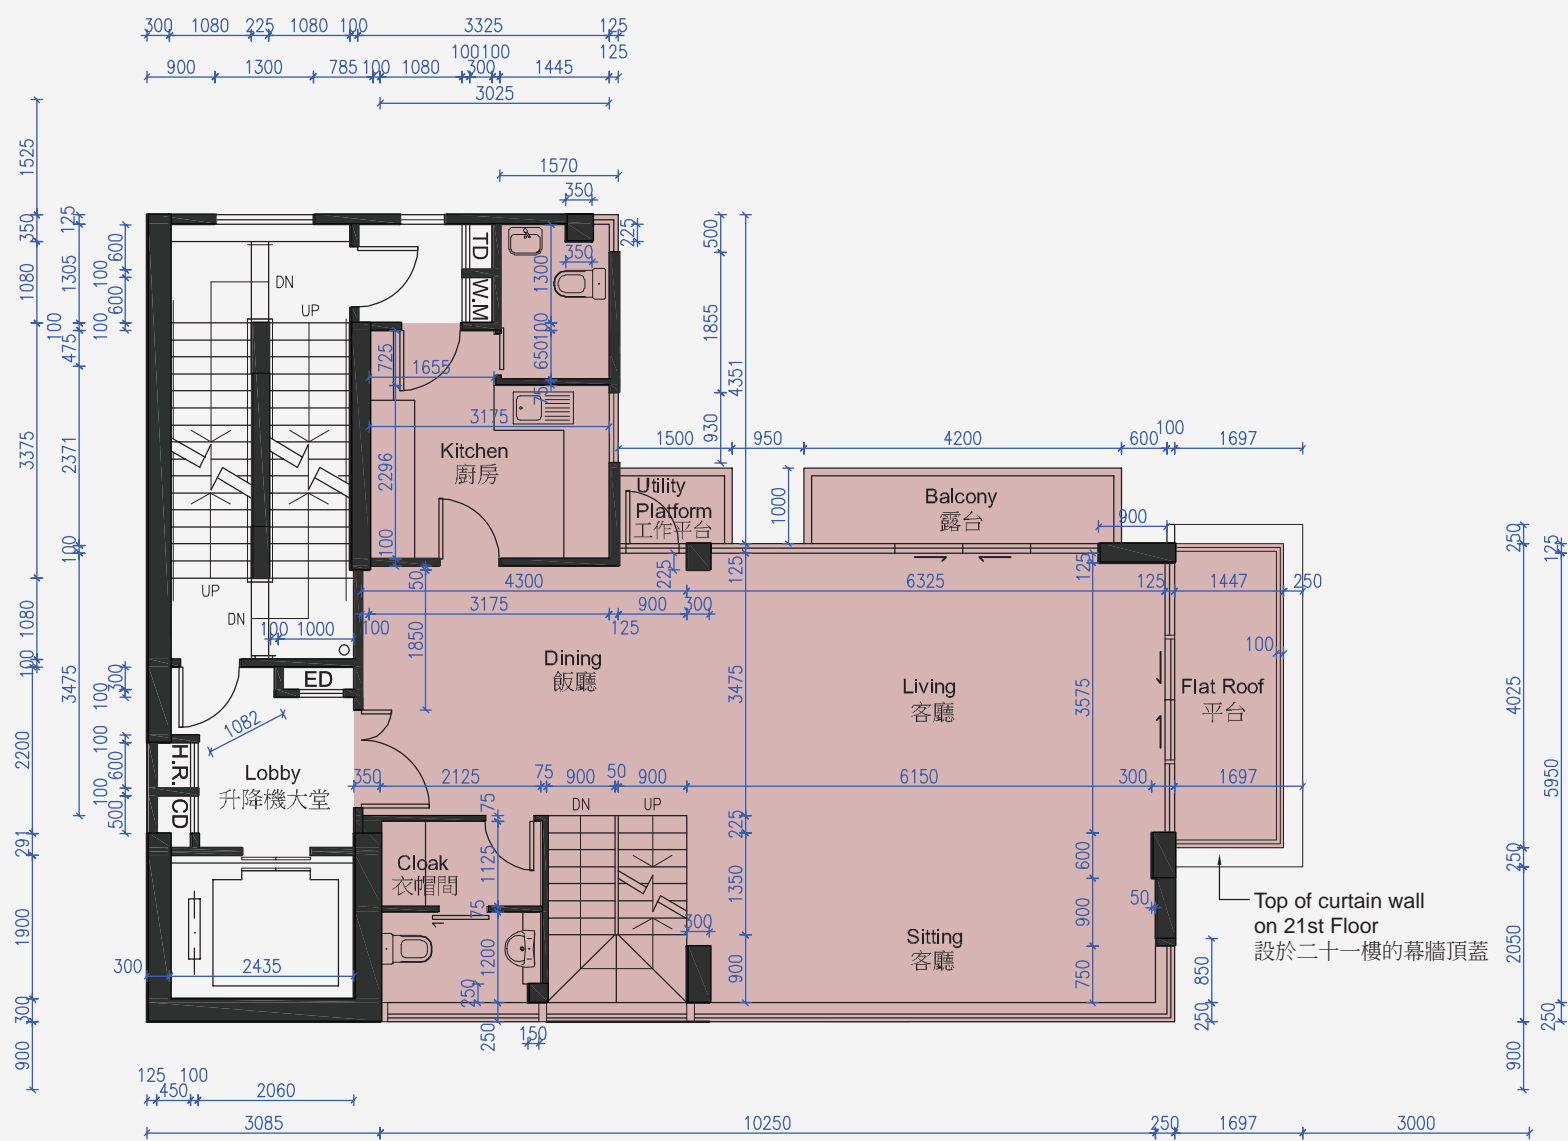 300 1080 225 1080 100 3325 125
100 100 125
900 1300 785 100 1080 300 1445
3025
1525
1570
350
350 125 600 TD 1300 350 500 225
1080 1305 100 DN
600 W.M
UP
100 100 1855
475 725 1655 650 100 4351
75
3175
3375 2371 Kitchen 930 1500 950 4200 600 100 1697
廚房
2296
Utility
Platform
工作平台
1000 Balcony
露台
900
250 125
100 100 225 125 125
50 4300 6325 125 1447 250
UP
3175 900 300
DN 1080 100 1000 100 1850 125
100
100 300 ED 3475 Dining
飯廳
3475 Living
客廳
3575 Flat Roof
平台
4025
100
1082
2200 100 600 H.R. Lobby
升降機大堂
350 2125 75 900 50 900 6150 300 1697
5950
100 500 CD 75 DN UP
225
291 Cloak
衣帽間
1125 1350 600 250
1900 75 300 900 50 Top of curtain wall
on 21st Floor
設於二十一樓的幕牆頂蓋
Sitting
客廳
2050
300 2435 1200 900 750 850
250
300 250 150 250 250
900 900
125 100
450 2060
3085 10250 250 1697 3000